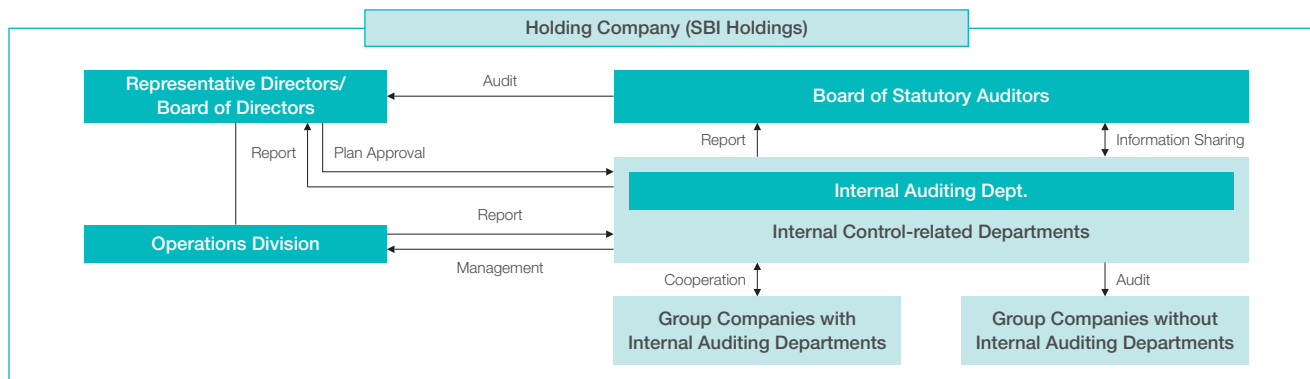 Holding Company (SBI Holdings)
Representative Directors/
Board of Directors
Audit
Board of Statutory Auditors
Report
Plan Approval
Report
Information Sharing
Internal Auditing Dept.
Internal Control-related Departments
Operations Division
Report
Management
Cooperation
Audit
Group Companies with
Internal Auditing Departments
Group Companies without
Internal Auditing Departments